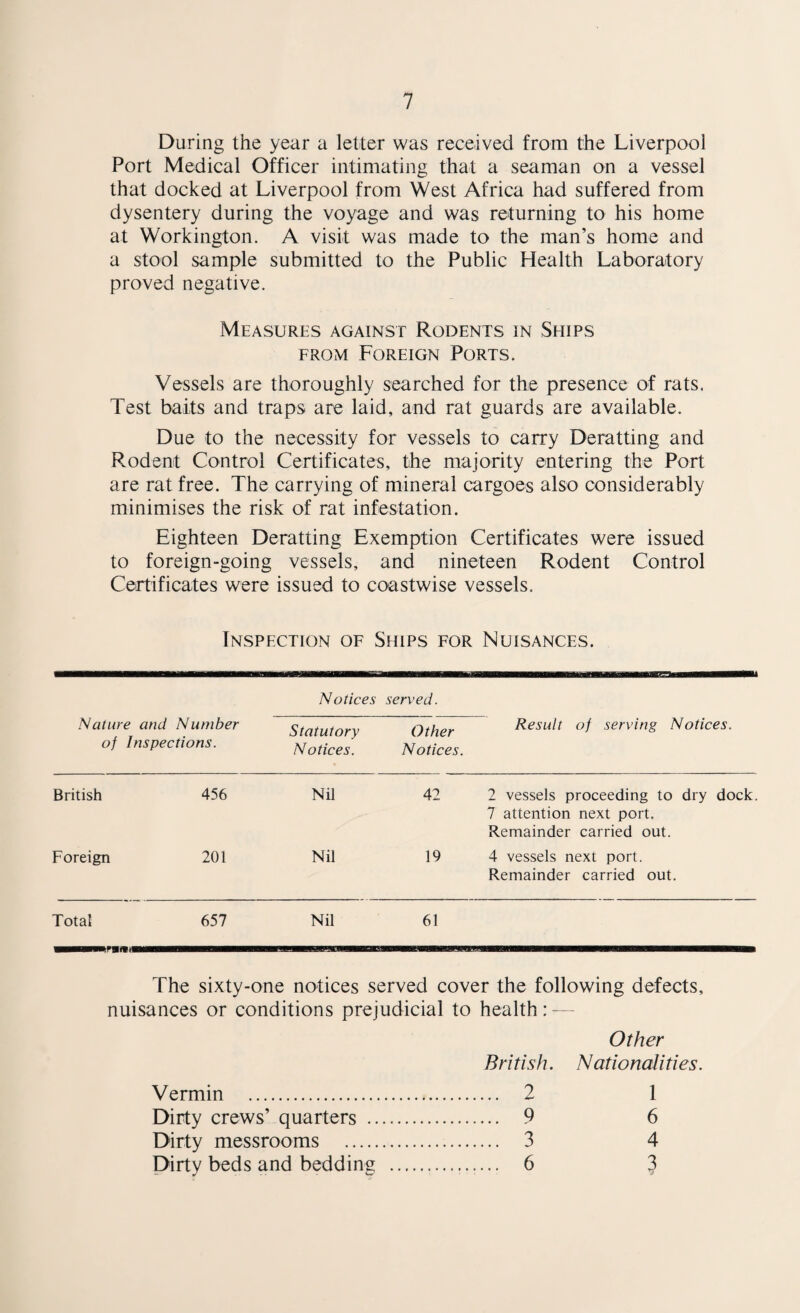 7
During the year a letter was received from the Liverpool
Port Medical Officer intimating that a seaman on a vessel
that docked at Liverpool from West Africa had suffered from
dysentery during the voyage and was returning to his home
at Workington. A visit was made to the man's home and
a stool sample submitted to the Public Health Laboratory
proved negative.
Measures against Rodents in Ships
from Foreign Ports.
Vessels are thoroughly searched for the presence of rats.
Test baits and traps are laid, and rat guards are available.
Due to the necessity for vessels to carry Deratting and
Rodent Control Certificates, the majority entering the Port
are rat free. The carrying of mineral cargoes also considerably
minimises the risk of rat infestation.
Eighteen Deratting Exemption Certificates were issued
to foreign-going vessels, and nineteen Rodent Control
Certificates were issued to coastwise vessels.
Inspection of Ships for Nuisances.
Notices served.
Nature and Number Statutory Other Result of serving Notices.
of Inspections. Notices. Notices.
British 456 Nil 42 2 vessels proceeding to dry dock.
7 attention next port.
Remainder carried out.
Foreign 201 Nil 19 4 vessels next port.
Remainder carried out.
Total 657 Nil 61
The sixty-one notices served cover the following defects,
nuisances or conditions prejudicial to health: —
Other
British. Nationalities.
Vermin .................................... 2 1
Dirty crews' quarters .................... 9 6
Dirty messrooms ........................ 3 4
Dirty beds and bedding ................ 6 3